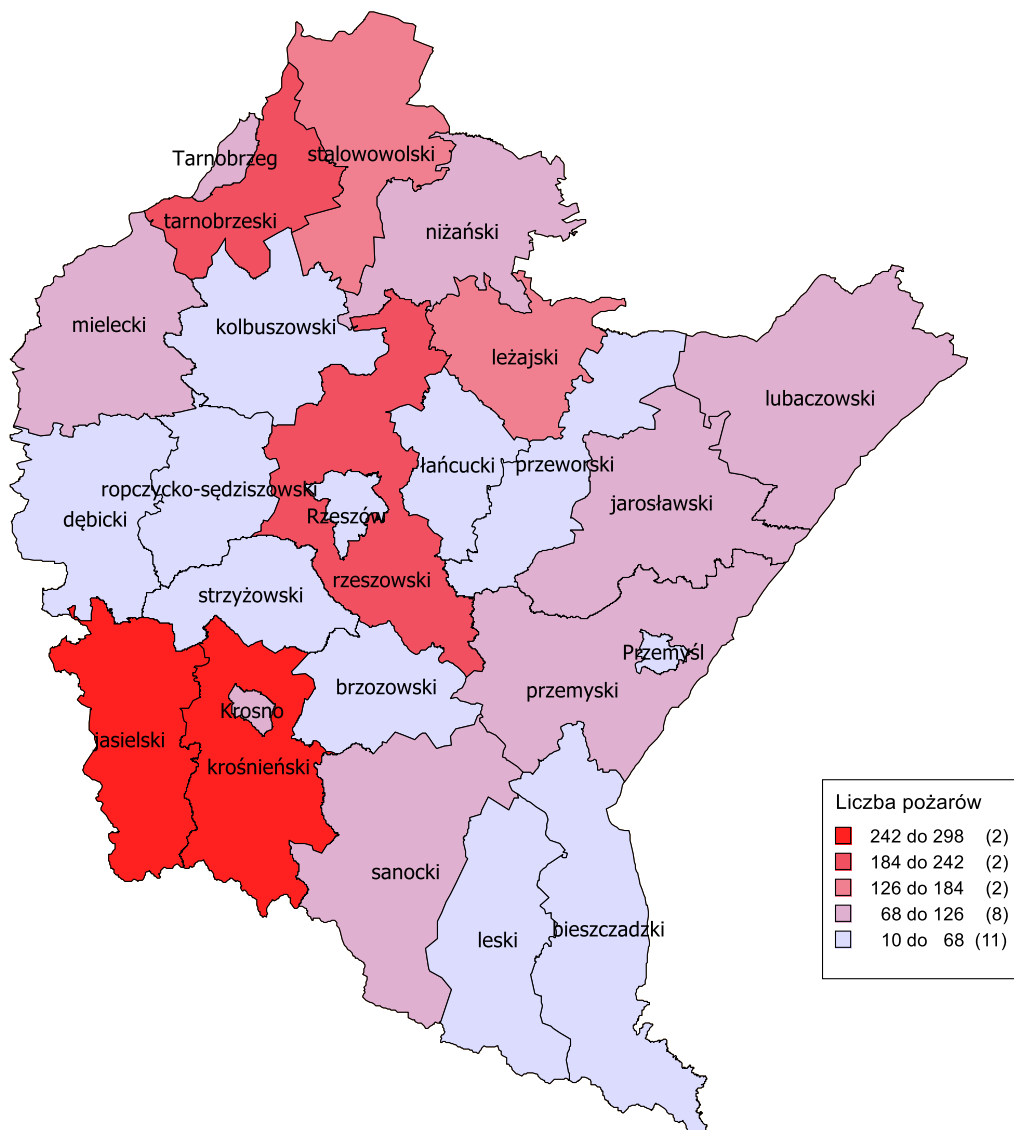 Tarnobrzeg
stalowowolski
tarnobrzeski
niżański
mielecki
kolbuszowski
leżajski
lubaczowski
łańcucki
przeworski
ropczycko-sędziszowski
jarosławski
dębicki
Rzeszów
rzeszowski
strzyżowski
Przemyśl
brzozowski
przemyski
Krosno
jasielski
krośnieński
sanocki
bieszczadzki
leski
Liczba pożarów
242 do 298 (2)
184 do 242 (2)
126 do 184 (2)
68 do 126 (8)
10 do 68 (11)